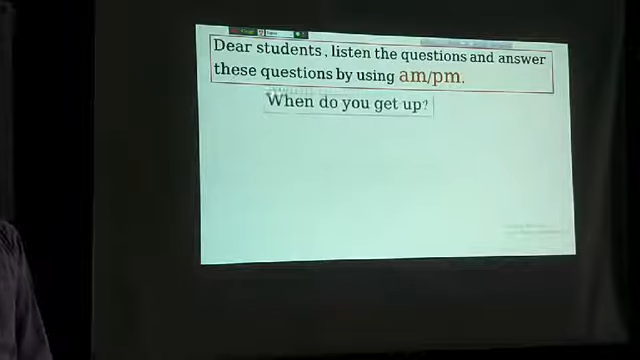 Dear students, listen the questions and answer
these questions by using am/pm.
When do you get up?